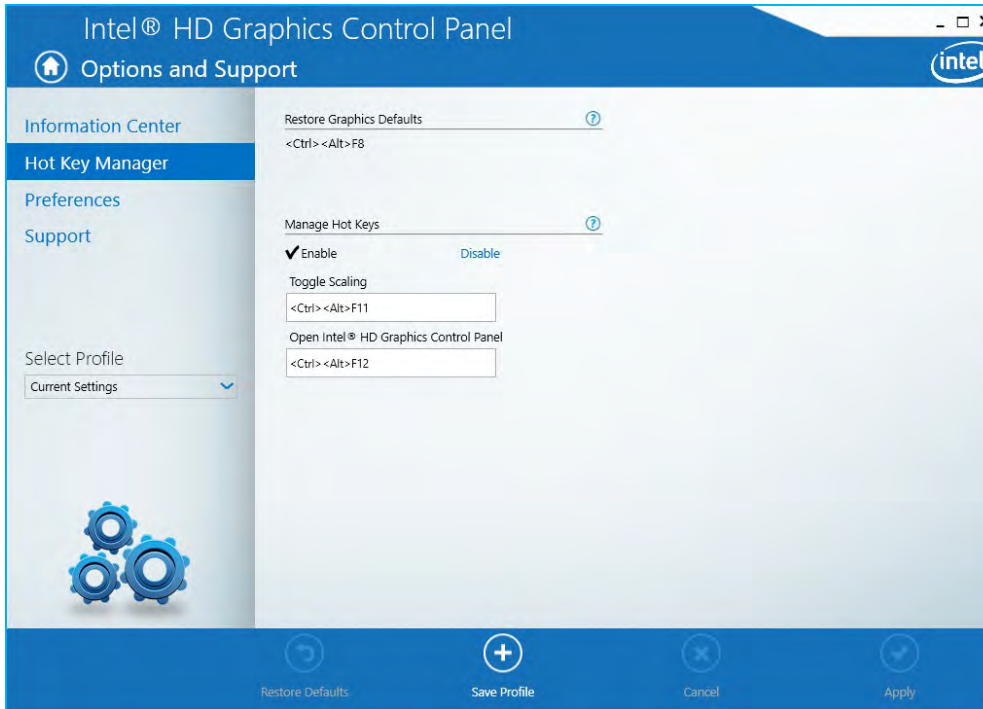 Intel® HD Graphics Control Panel
Options and Support
intel
Information Center
Hot Key Manager
Preferences
Support
Select Profile
Current Settings
Restore Graphics Defaults
<Ctrl><Alt>F8
Manage Hot Keys
Enable Disable
Toggle Scaling
<Ctrl><Alt>F11
Open Intel® HD Graphics Control Panel
<Ctrl><Alt>F12
Restore Defaults Save Profile Cancel Apply